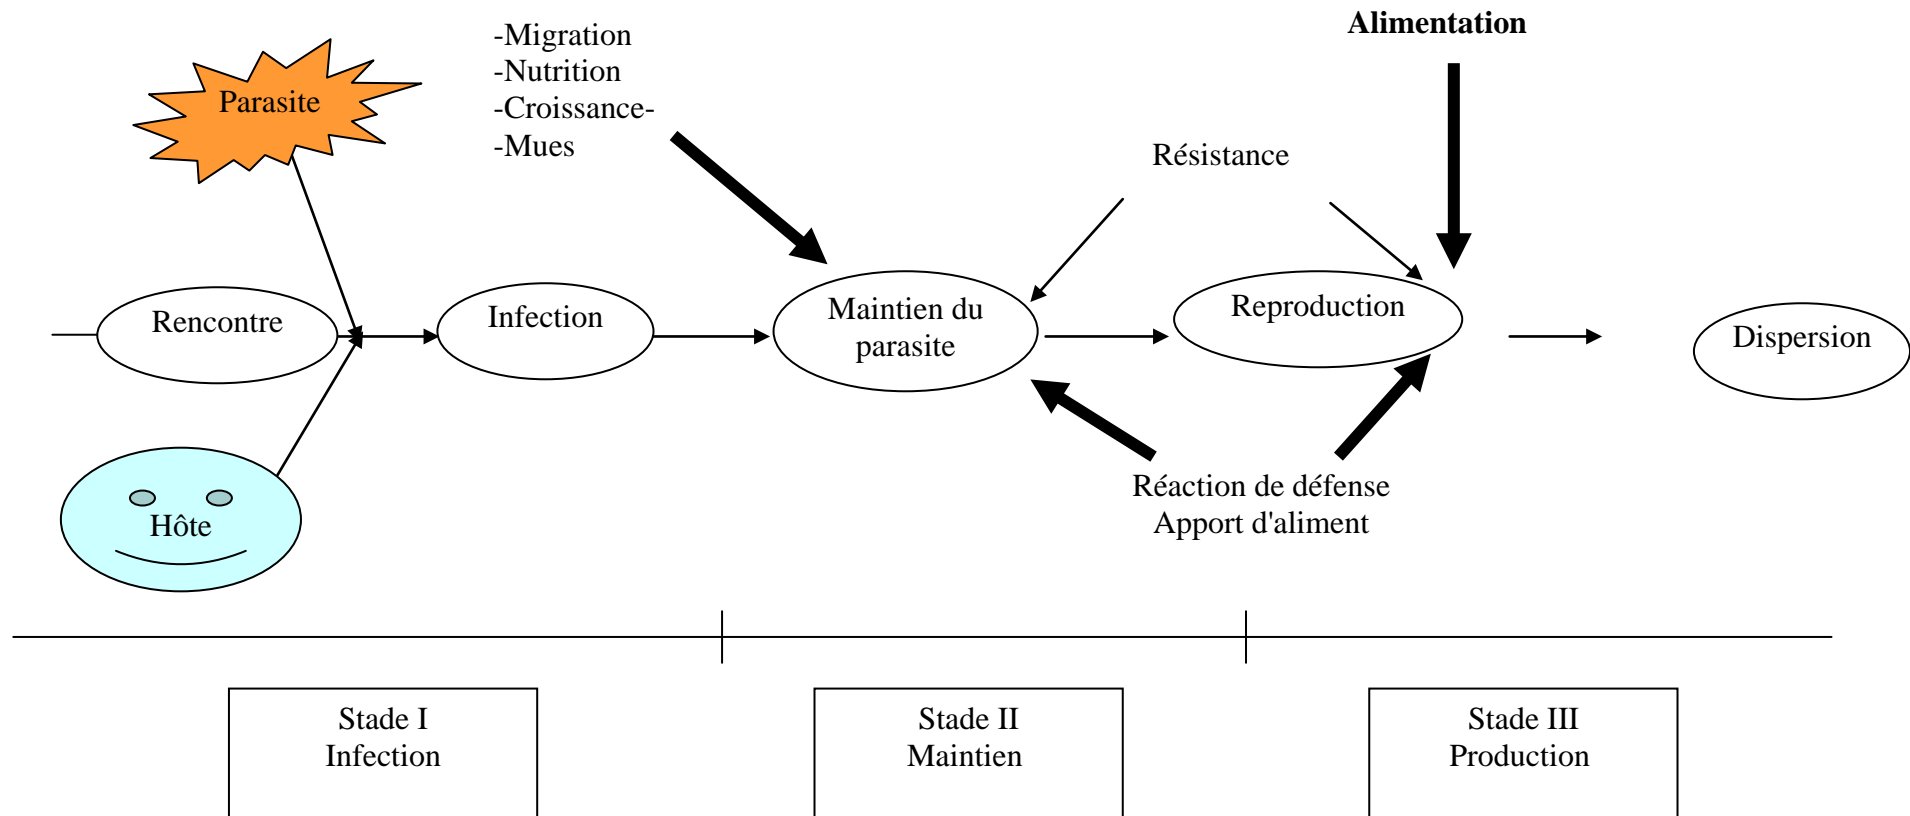 Alimentation
-Migration
-Nutrition
-Croissance-
-Mues
Parasite
Résistance
Rencontre
Infection
Maintien du
parasite
Reproduction
Dispersion
Hôte
Réaction de défense
Apport d'aliment
Stade I
Infection
Stade II
Maintien
Stade III
Production